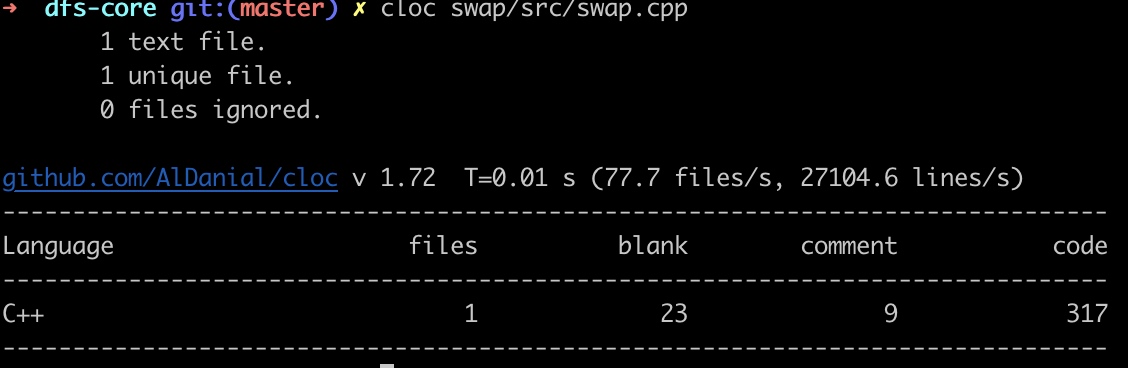 → dfs-core git:(master) ✗ cloc swap/src/swap.cpp
       1 text file.
       1 unique file.
       0 files ignored.

github.com/AlDanial/cloc v 1.72  T=0.01 s (77.7 files/s, 27104.6 lines/s)
-------------------------------------------------------------------------------
Language                     files          blank        comment           code
-------------------------------------------------------------------------------
C++                              1             23              9            317
-------------------------------------------------------------------------------